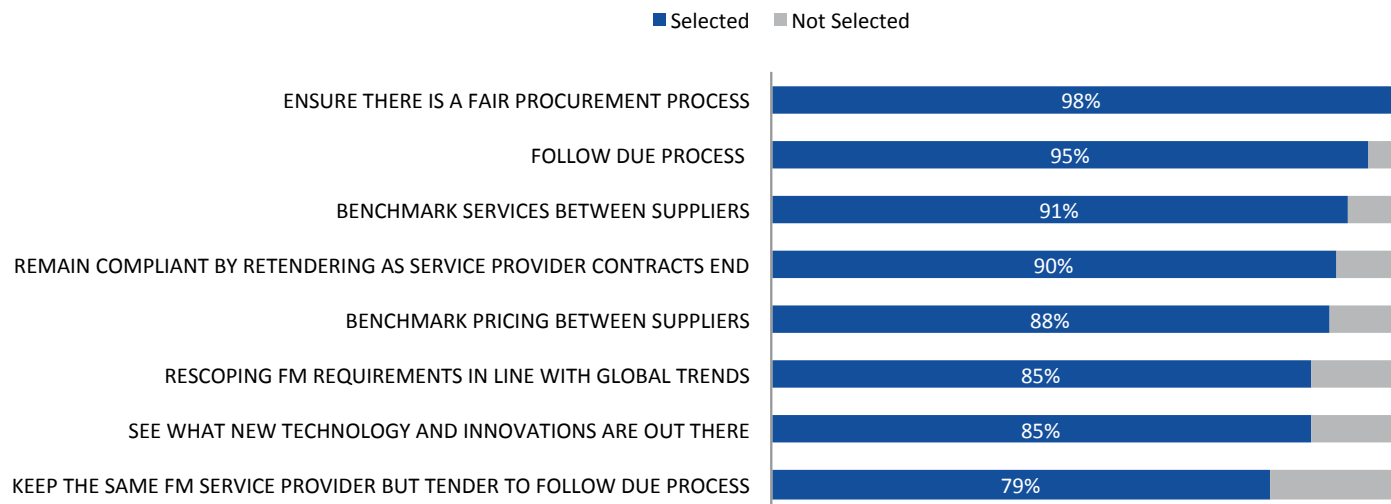 Selected Not Selected
ENSURE THERE IS A FAIR PROCUREMENT PROCESS 98%
FOLLOW DUE PROCESS 95%
BENCHMARK SERVICES BETWEEN SUPPLIERS 91%
REMAIN COMPLIANT BY RETENDERING AS SERVICE PROVIDER CONTRACTS END 90%
BENCHMARK PRICING BETWEEN SUPPLIERS 88%
RESCOPING FM REQUIREMENTS IN LINE WITH GLOBAL TRENDS 85%
SEE WHAT NEW TECHNOLOGY AND INNOVATIONS ARE OUT THERE 85%
KEEP THE SAME FM SERVICE PROVIDER BUT TENDER TO FOLLOW DUE PROCESS 79%